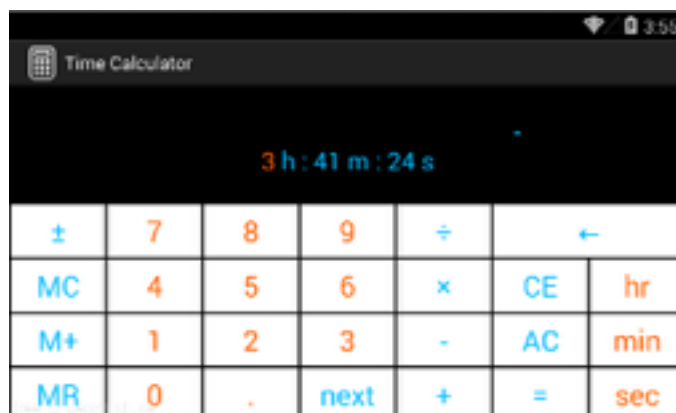 3:55
Time Calculator
-
3 h : 41 m : 24 s
± 7 8 9 ÷ ←
MC 4 5 6 × CE hr
M+ 1 2 3 - AC min
MR 0 . next + = sec